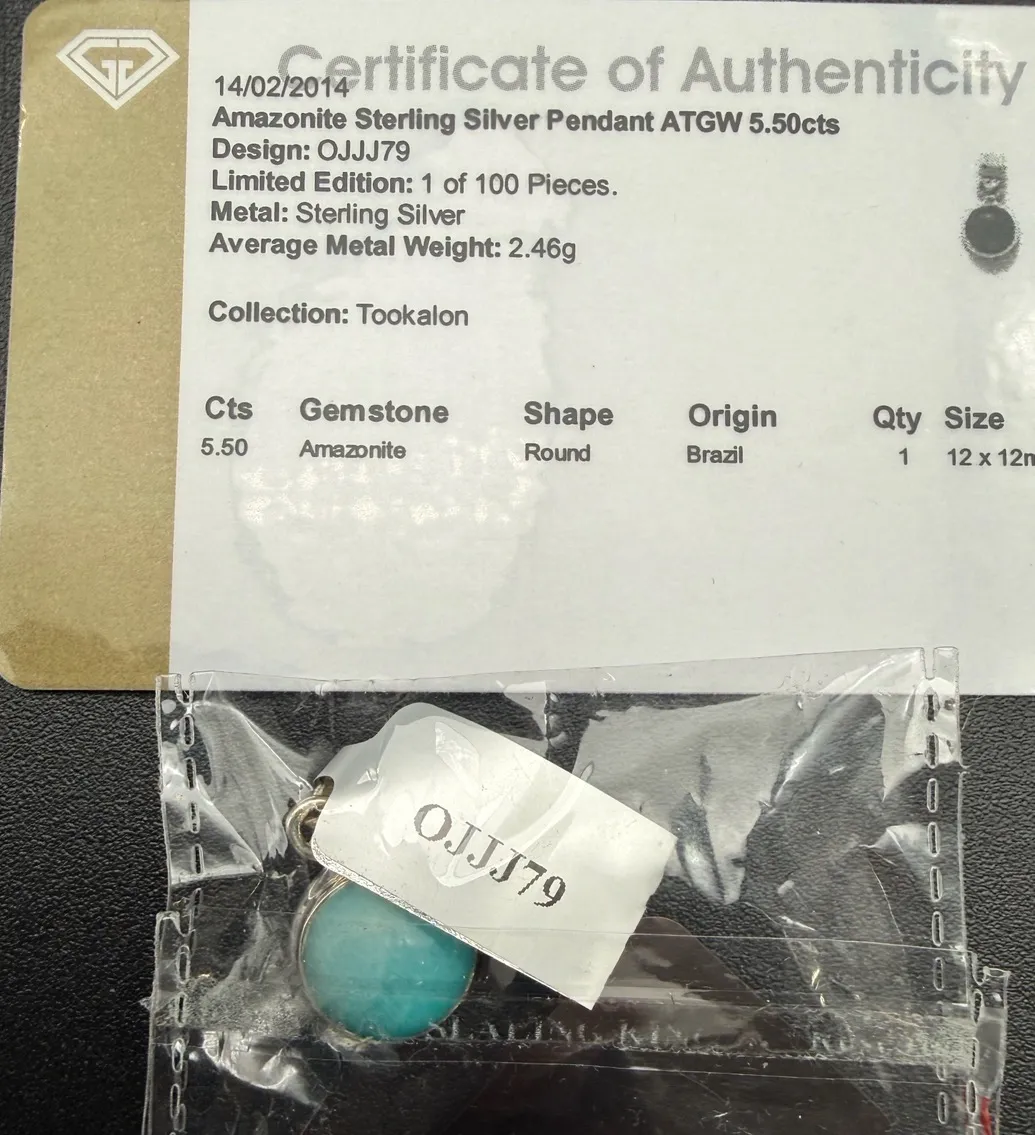 Certificate of Authenticity
14/02/2014
Amazonite Sterling Silver Pendant ATGW 5.50cts
Design: OJJJ79
Limited Edition: 1 of 100 Pieces.
Metal: Sterling Silver
Average Metal Weight: 2.46g
Collection: Tookalon
Cts Gemstone Shape Origin Qty Size
5.50 Amazonite Round Brazil 1 12 x 12m
OJJJ79